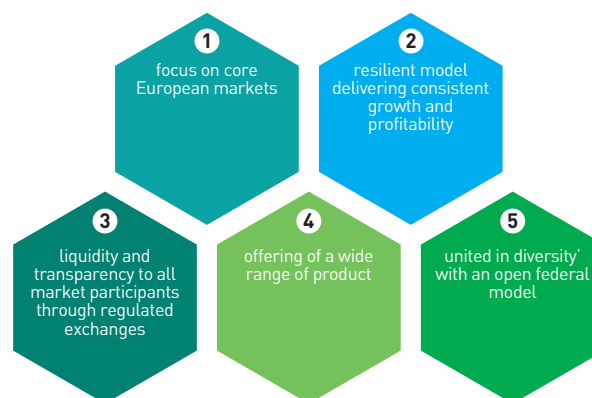 1
focus on core
European markets
2
resilient model
delivering consistent
growth and
profitability
3
liquidity and
transparency to all
market participants
through regulated
exchanges
4
offering of a wide
range of product
5
united in diversity*
with an open federal
model